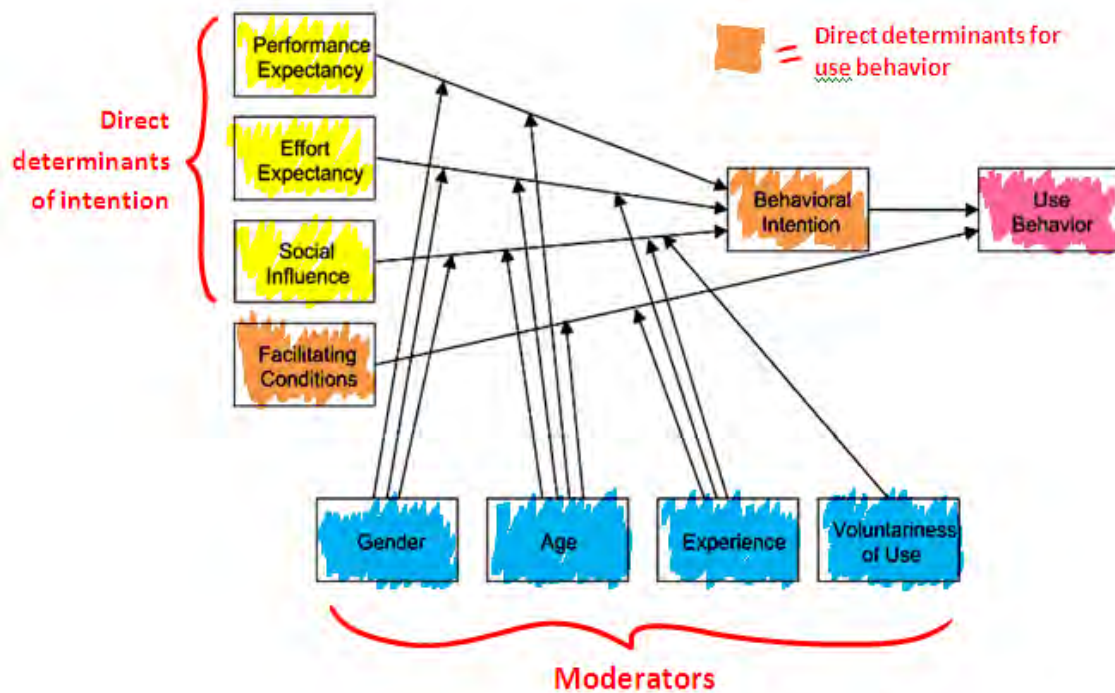 Performance
Expectancy
Direct determinants for
use behavior
Direct
determinants
of intention
Effort
Expectancy
Behavioral
Intention
Use
Behavior
Social
Influence
Facilitating
Conditions
Gender
Age
Experience
Voluntariness
of Use
Moderators